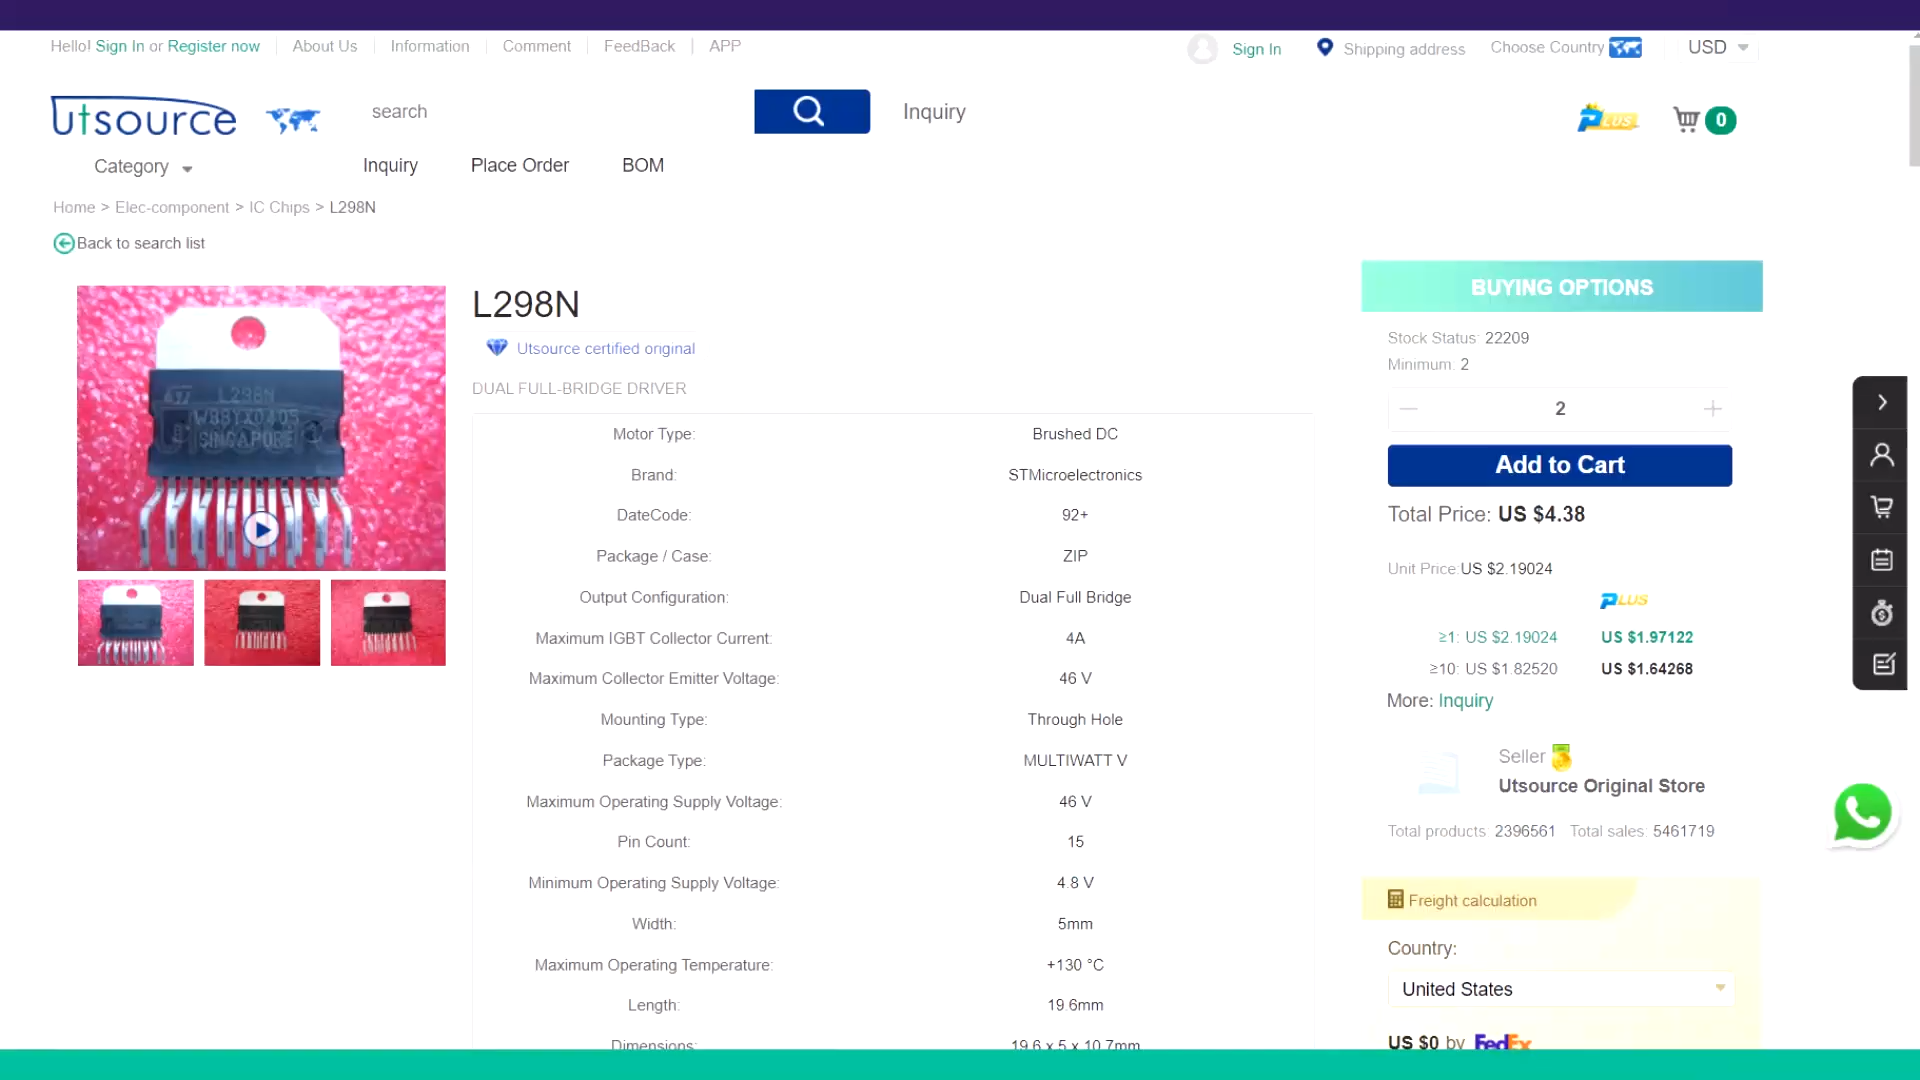 Hello! Sign In or Register now About Us Information Comment FeedBack APP
Sign In Shipping address Choose Country USD
utsource search Inquiry PLUS 0
Category Inquiry Place Order BOM
Home > Elec-component > IC Chips > L298N
Back to search list
L298N
Utsource certified original
DUAL FULL-BRIDGE DRIVER
Motor Type: Brushed DC
Brand: STMicroelectronics
DateCode: 92+
Package / Case: ZIP
Output Configuration: Dual Full Bridge
Maximum IGBT Collector Current: 4A
Maximum Collector Emitter Voltage: 46 V
Mounting Type: Through Hole
Package Type: MULTIWATT V
Maximum Operating Supply Voltage: 46 V
Pin Count: 15
Minimum Operating Supply Voltage: 4.8 V
Width: 5mm
Maximum Operating Temperature: +130 °C
Length: 19.6mm
Dimensions: 19.6 x 5 x 10.7mm
L298N
SINGAPORE
BUYING OPTIONS
Stock Status: 22209
Minimum: 2
2
Add to Cart
Total Price: US $4.38
Unit Price: US $2.19024
PLUS
≥1: US $2.19024 US $1.97122
≥10: US $1.82520 US $1.64268
More: Inquiry
Seller
Utsource Original Store
Total products: 2396561 Total sales: 5461719
Freight calculation
Country:
United States
US $0 by FedEx